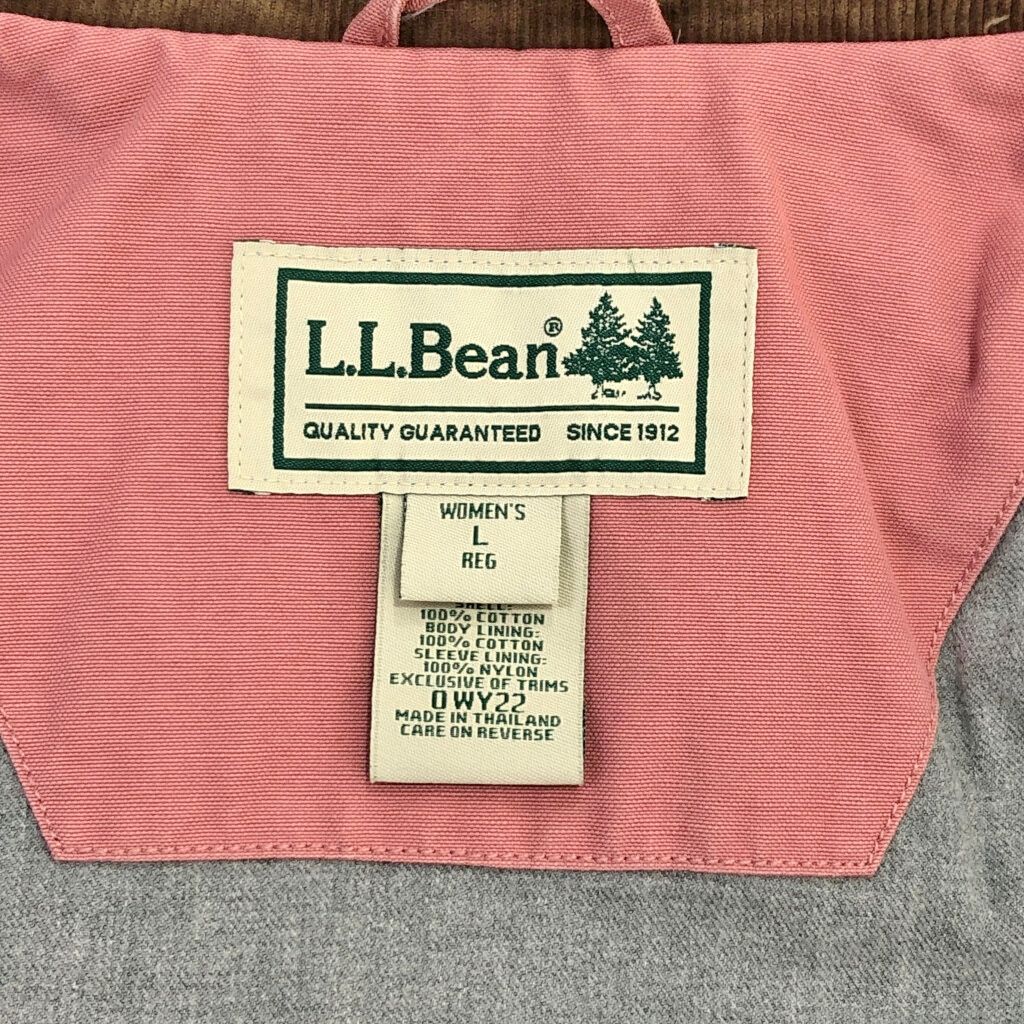 L.L.Bean®
QUALITY GUARANTEED SINCE 1912
WOMEN'S
L
REG
SHELL:
100% COTTON
BODY LINING:
100% COTTON
SLEEVE LINING:
100% NYLON
EXCLUSIVE OF TRIMS
0WY22
MADE IN THAILAND
CARE ON REVERSE